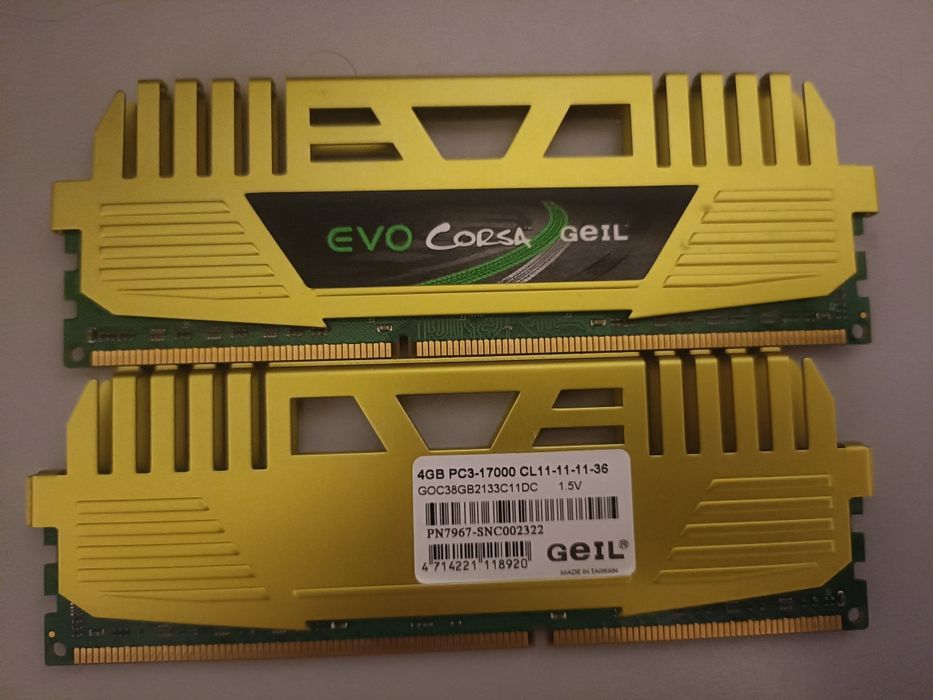 EVO CORSA GeIL
4GB PC3-17000 CL11-11-11-36
GOC38GB2133C11DC 1.5V
PN7967-SNC002322
GeIL®
4 714221 118920
MADE IN TAIWAN